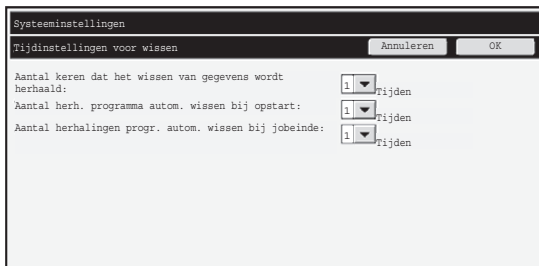 Systeeminstellingen
Tijdinstellingen voor wissen
Annuleren
OK
Aantal keren dat het wissen van gegevens wordt
herhaald:
1
Tijden
Aantal herh. programma autom. wissen bij opstart:
1
Tijden
Aantal herhalingen progr. autom. wissen bij jobeinde:
1
Tijden